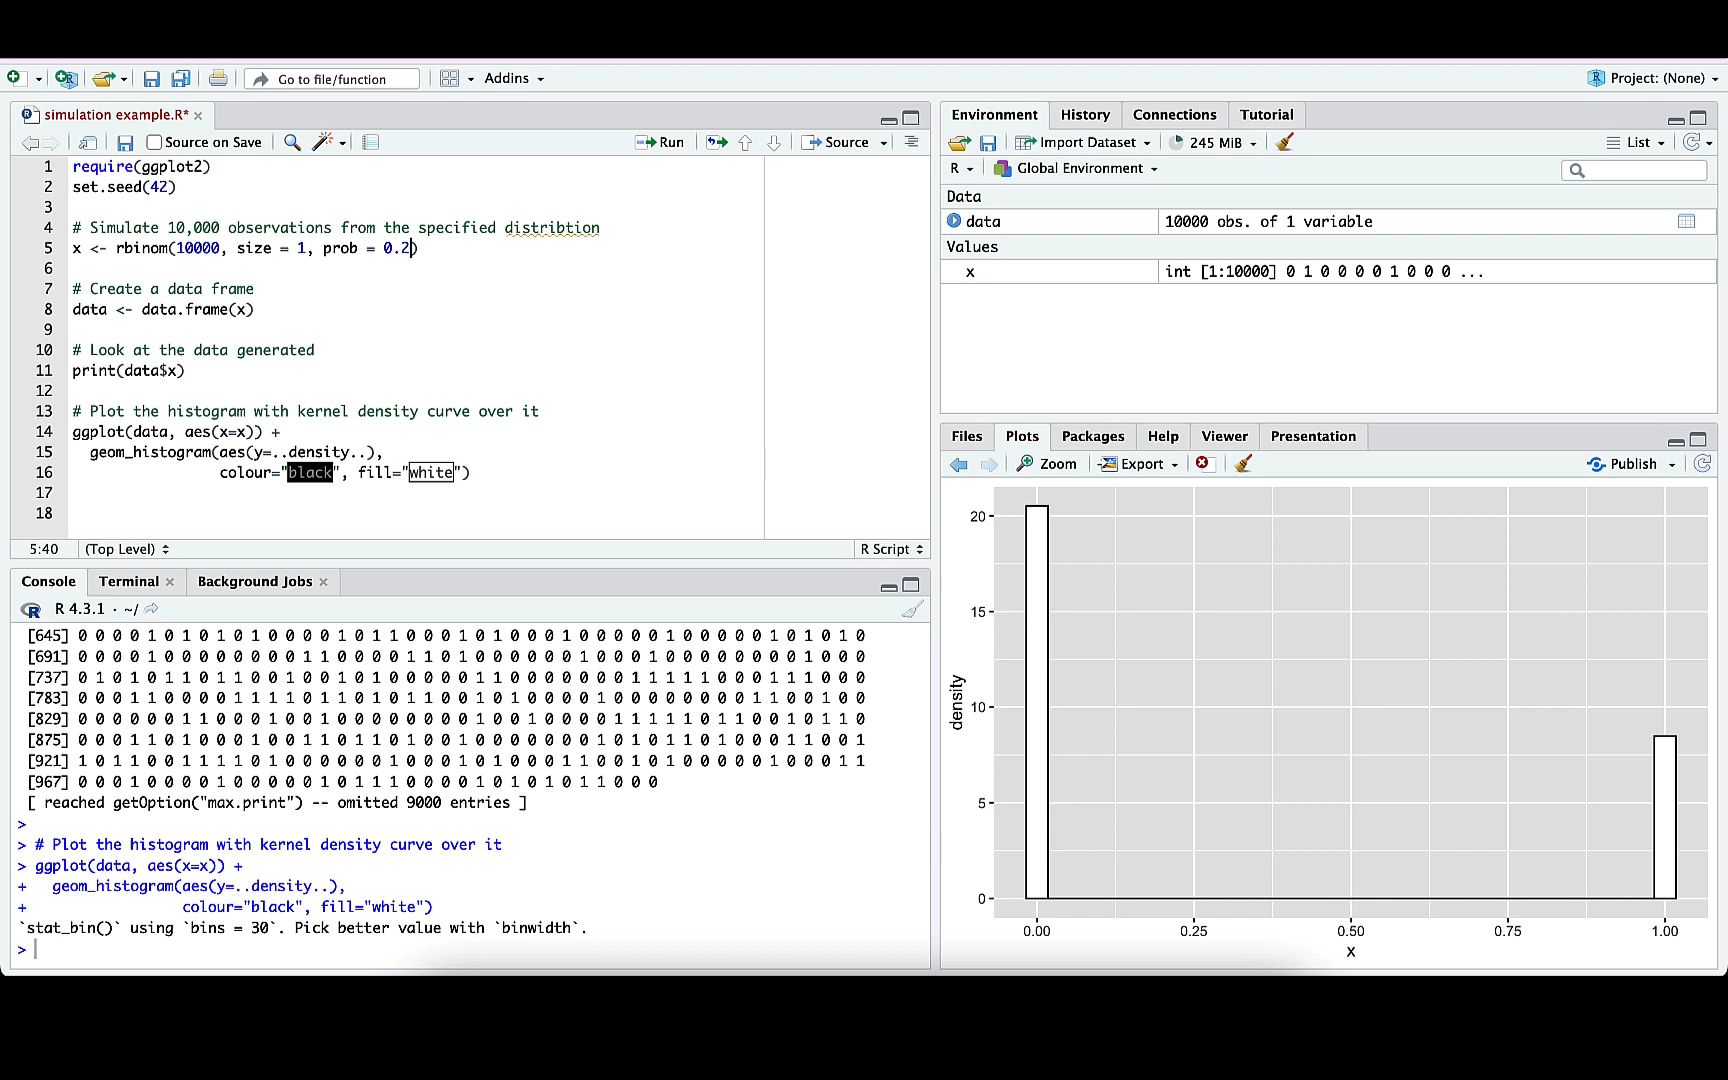 Go to file/function
Addins
Project: (None)
simulation example.R*
Source on Save
Run
Source
1 require(ggplot2)
2 set.seed(42)
3
4 # Simulate 10,000 observations from the specified distribtion
5 x <- rbinom(10000, size = 1, prob = 0.2)
6
7 # Create a data frame
8 data <- data.frame(x)
9
10 # Look at the data generated
11 print(data$x)
12
13 # Plot the histogram with kernel density curve over it
14 ggplot(data, aes(x=x)) +
15 geom_histogram(aes(y=..density..),
16 colour="black", fill="white")
17
18
5:40 (Top Level) R Script
Console Terminal Background Jobs
R 4.3.1 · ~/
[645] 0 0 0 0 1 0 1 0 1 0 1 0 0 0 0 1 0 1 1 0 0 0 1 0 1 0 0 0 1 0 0 0 0 0 1 0 0 0 0 0 1 0 1 0 1 0
[691] 0 0 0 0 1 0 0 0 0 0 0 0 0 1 1 0 0 0 0 1 1 0 1 0 0 0 0 0 0 1 0 0 0 1 0 0 0 0 0 0 0 0 1 0 0 0
[737] 0 1 0 1 0 1 1 0 1 1 0 0 1 0 0 1 0 1 0 0 0 0 0 1 1 0 0 0 0 0 0 0 1 1 1 1 1 0 0 0 1 1 1 0 0 0
[783] 0 0 0 1 1 0 0 0 0 1 1 1 1 0 1 1 0 1 0 1 1 0 0 1 0 1 0 0 0 0 1 0 0 0 0 0 0 0 0 1 1 0 0 1 0 0
[829] 0 0 0 0 0 0 1 1 0 0 0 1 0 0 1 0 0 0 0 0 0 0 0 1 0 0 1 0 0 0 0 1 1 1 1 1 0 1 1 0 0 1 0 1 1 0
[875] 0 0 0 1 1 0 1 0 0 0 1 0 0 1 1 0 1 1 0 1 0 0 1 0 0 0 0 0 0 0 1 0 1 0 1 1 0 1 0 0 0 1 1 0 0 1
[921] 1 0 1 1 0 0 1 1 1 1 0 1 0 0 0 0 0 0 1 0 0 0 1 0 1 0 0 0 1 1 0 0 1 0 1 0 0 0 0 0 1 0 0 0 1 1
[967] 0 0 0 1 0 0 0 0 1 0 0 0 0 0 1 0 1 1 1 0 0 0 0 1 0 1 0 1 0 1 1 0 0 0
[ reached getOption("max.print") -- omitted 9000 entries ]
>
> # Plot the histogram with kernel density curve over it
> ggplot(data, aes(x=x)) +
+ geom_histogram(aes(y=..density..),
+ colour="black", fill="white")
`stat_bin()` using `bins = 30`. Pick better value with `binwidth`.
>
Environment History Connections Tutorial
Import Dataset 245 MiB List
R Global Environment
Data
data 10000 obs. of 1 variable
Values
x int [1:10000] 0 1 0 0 0 0 1 0 0 0 ...
Files Plots Packages Help Viewer Presentation
Zoom Export Publish
20
15
10
5
0
density
0.00 0.25 0.50 0.75 1.00
x